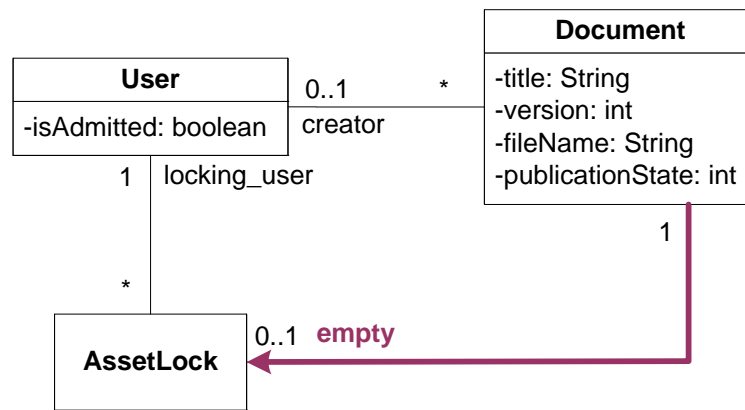 Document
-title: String
-version: int
-fileName: String
-publicationState: int
User
-isAdmitted: boolean
0..1
*
creator
1
locking_user
1
*
AssetLock
0..1
empty